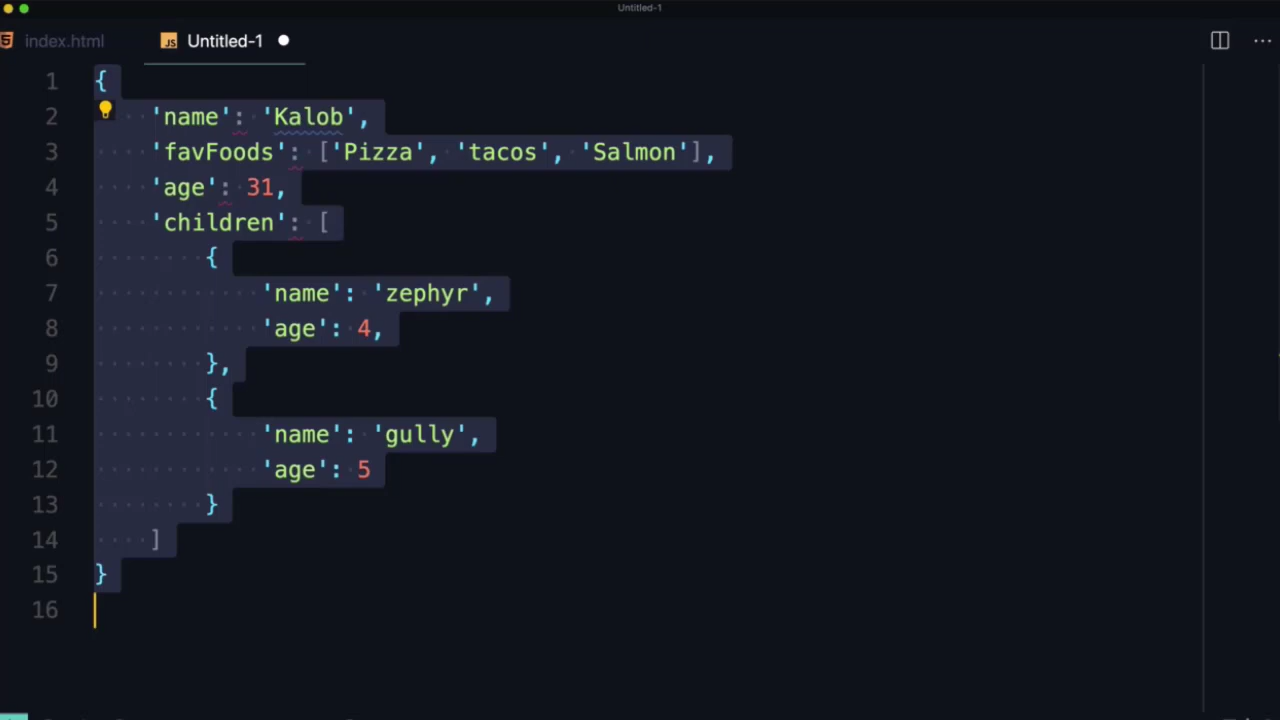 Untitled-1
index.html
JS Untitled-1
1 {
2 'name': 'Kalob',
3 'favFoods': ['Pizza', 'tacos', 'Salmon'],
4 'age': 31,
5 'children': [
6 {
7 'name': 'zephyr',
8 'age': 4,
9 },
10 {
11 'name': 'gully',
12 'age': 5
13 }
14 ]
15 }
16